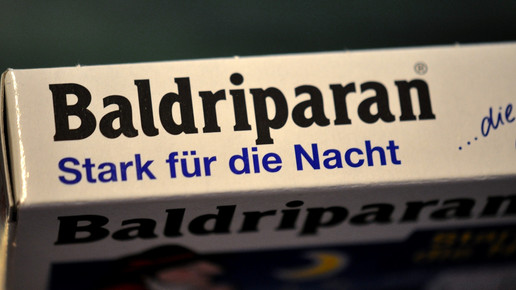 Baldriparan®
Stark für die Nacht
...die
Baldriparan